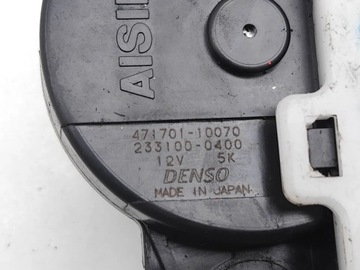 AISI
471701-10070
233100-0400
12V 5K
DENSO
MADE IN JAPAN